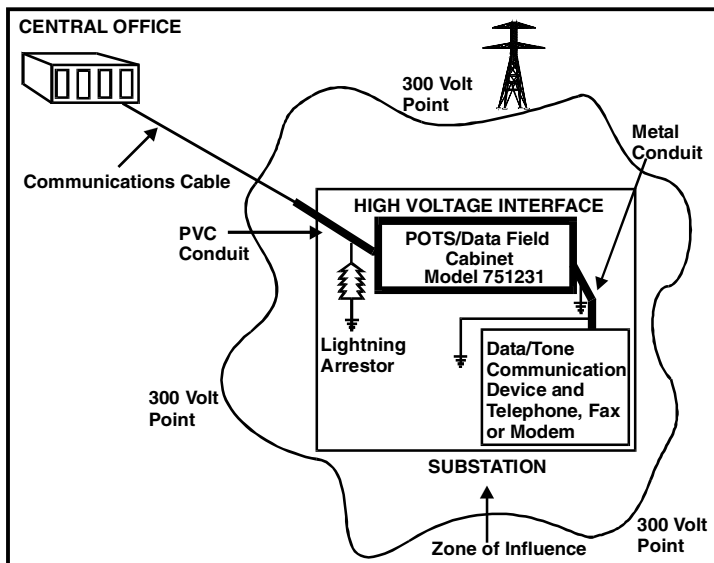 CENTRAL OFFICE
300 Volt
Point
Metal
Conduit
Communications Cable
HIGH VOLTAGE INTERFACE
PVC
Conduit
POTS/Data Field
Cabinet
Model 751231
Lightning
Arrestor
Data/Tone
Communication
Device and
Telephone, Fax
or Modem
300 Volt
Point
SUBSTATION
300 Volt
Point
Zone of Influence